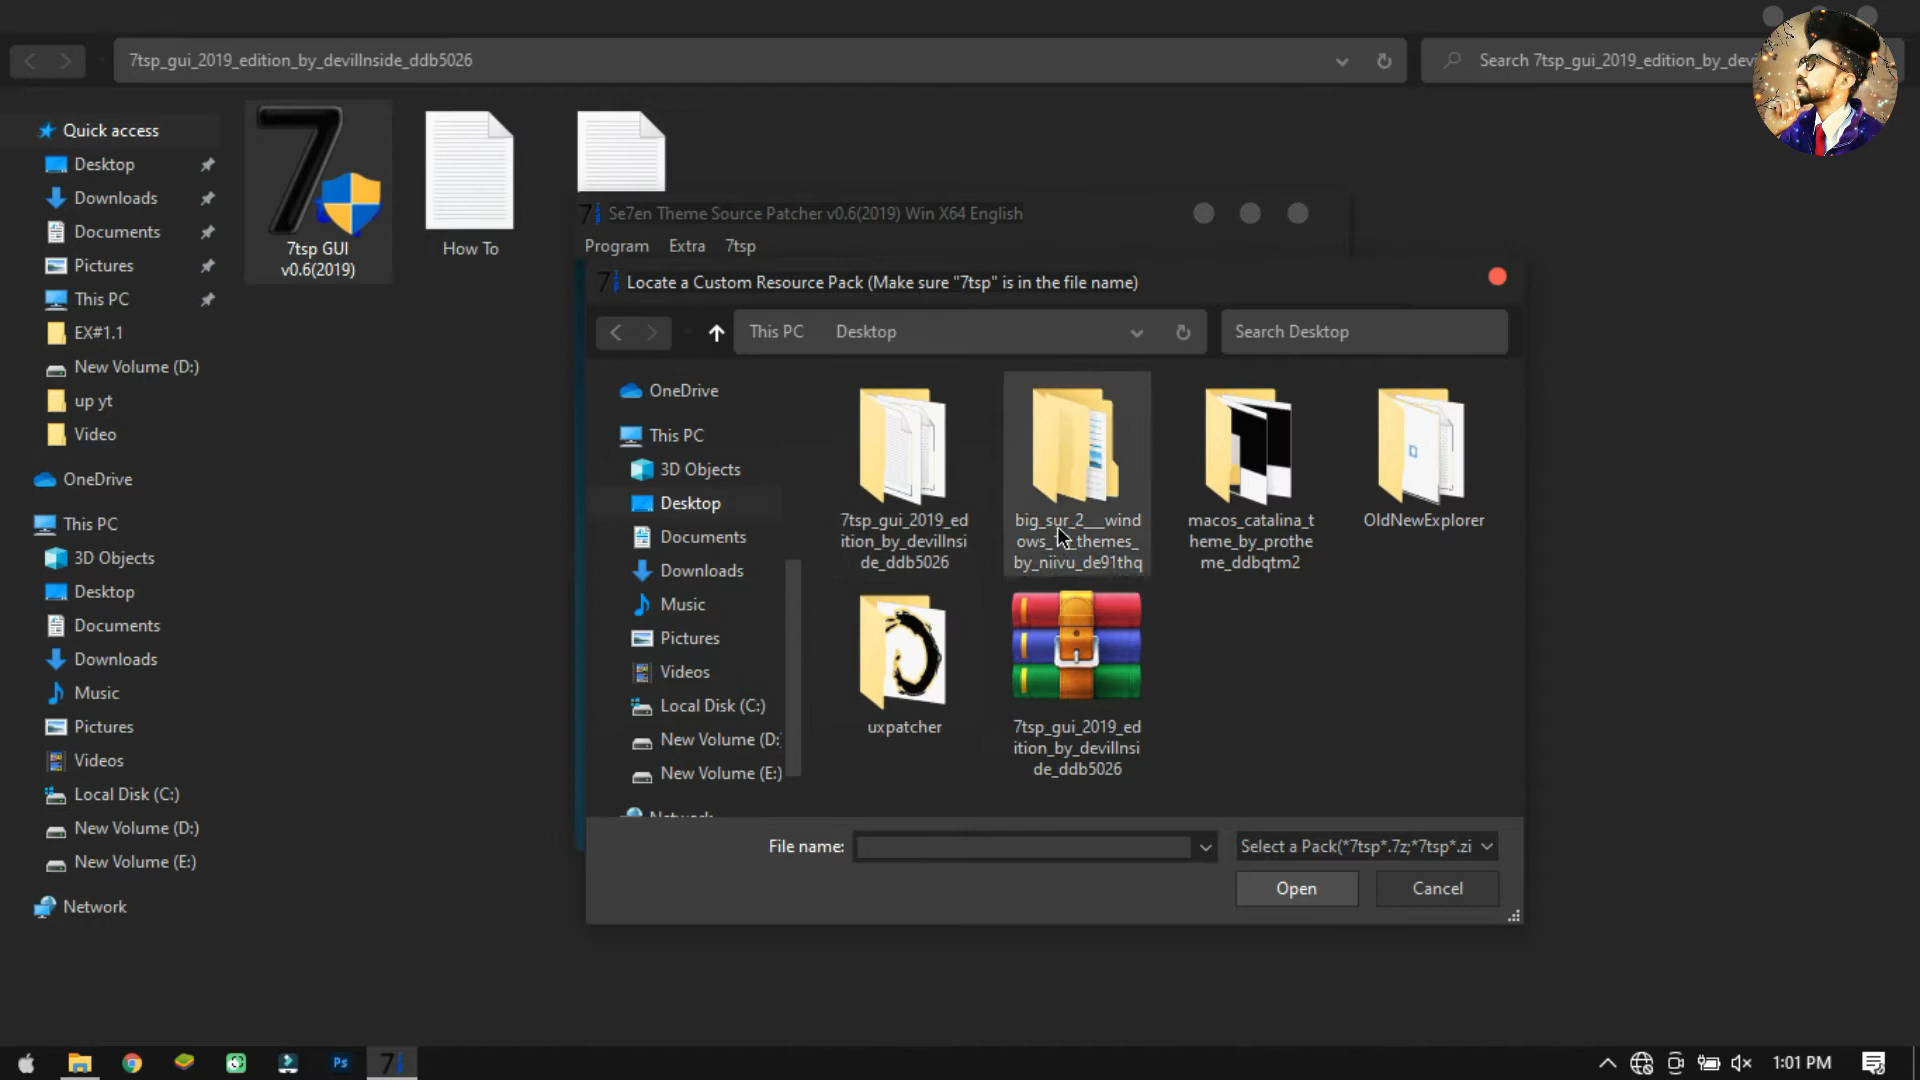 7tsp_gui_2019_edition_by_devilInside_ddb5026
Search 7tsp_gui_2019_edition_by_dev
Quick access
Desktop
Downloads
Documents
Pictures
This PC
EX#1.1
New Volume (D:)
up yt
Video
OneDrive
This PC
3D Objects
Desktop
Documents
Downloads
Music
Pictures
Videos
Local Disk (C:)
New Volume (D:)
New Volume (E:)
Network
7tsp GUI
v0.6(2019)
How To
Se7en Theme Source Patcher v0.6(2019) Win X64 English
Program Extra 7tsp
Locate a Custom Resource Pack (Make sure "7tsp" is in the file name)
This PC Desktop
Search Desktop
OneDrive
This PC
3D Objects
Desktop
Documents
Downloads
Music
Pictures
Videos
Local Disk (C:)
New Volume (D:
New Volume (E:)
Network
7tsp_gui_2019_ed
ition_by_devilInsi
de_ddb5026
big_sur_2__wind
themes_
by_niivu_de91thq
macos_catalina_t
heme_by_prothe
me_ddbqtm2
OldNewExplorer
uxpatcher
7tsp_gui_2019_ed
ition_by_devilInsi
de_ddb5026
File name:
Select a Pack(*7tsp*.7z;*7tsp*.zi
Open
Cancel
Ps
1:01 PM